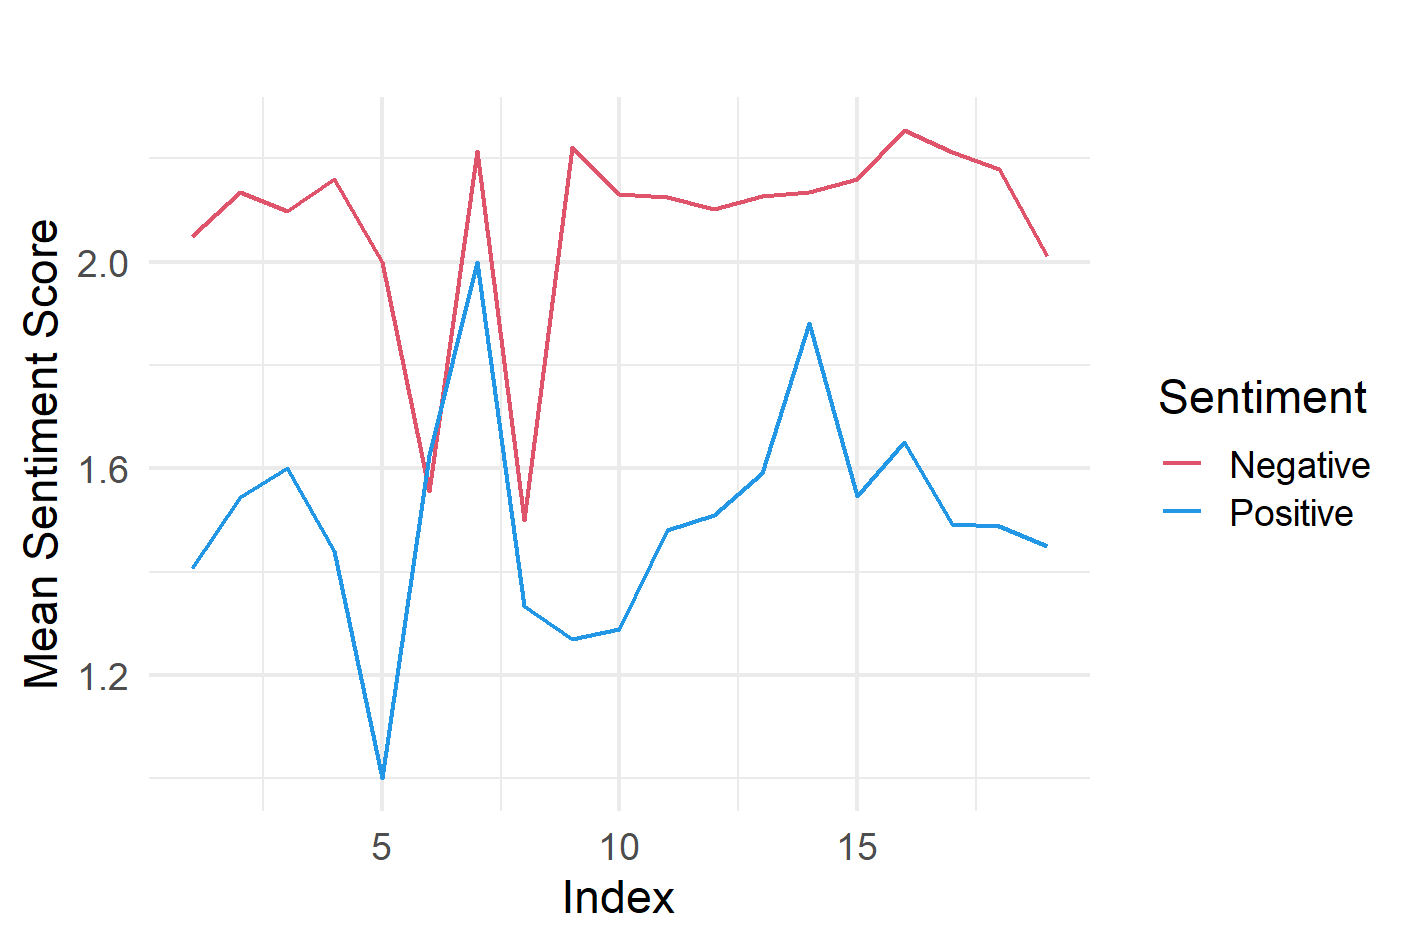 Mean Sentiment Score
2.0
1.6
1.2
5 10 15
Index
Sentiment
Negative
Positive